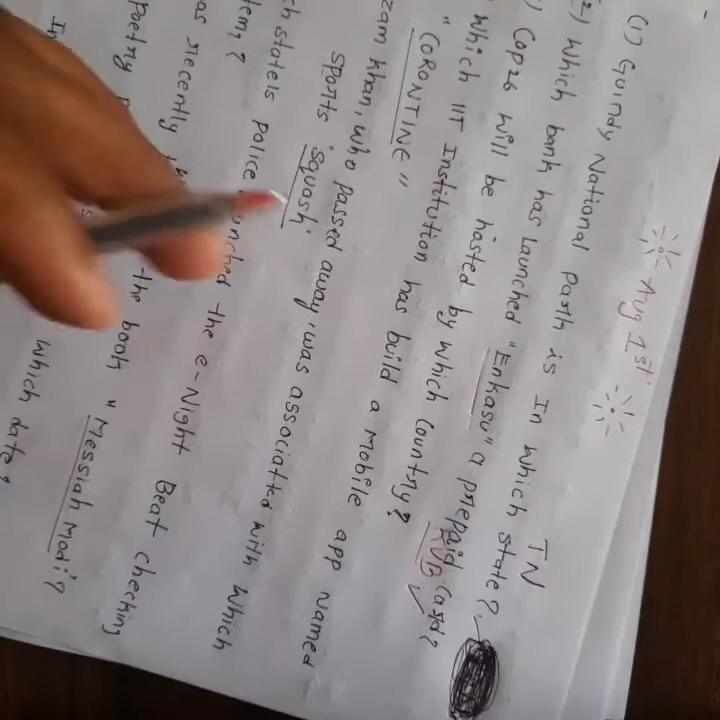 Aug 1st
(1) Guindy National park is In which state?
TN
2) Which bank has Launched "Enkasu" a prepaid card?
KVB
) Cop26 will be hosted by which country?
Which IIT Institution has build a mobile app named
"CORONTINE"
zam Khan, who passed away, was associated with which
sports "Squash"
ch state's police the e-Night Beat checking
tem,?
as recently
poetry the book "Messiah Modi"?
which date?